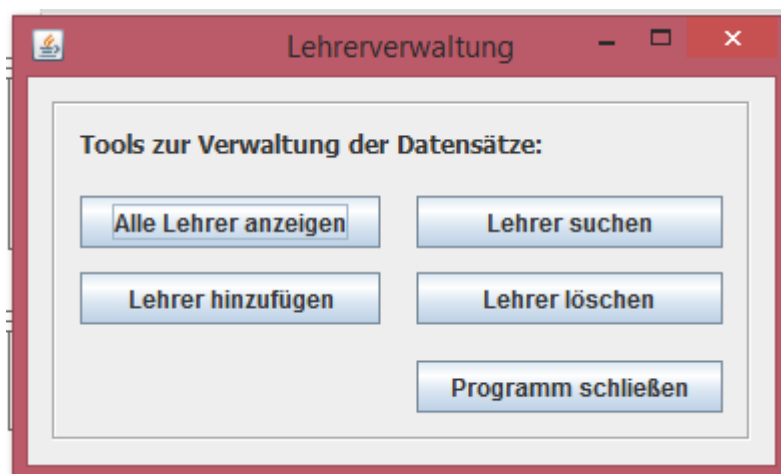 Lehrerverwaltung
Tools zur Verwaltung der Datensätze:
Alle Lehrer anzeigen
Lehrer suchen
Lehrer hinzufügen
Lehrer löschen
Programm schließen